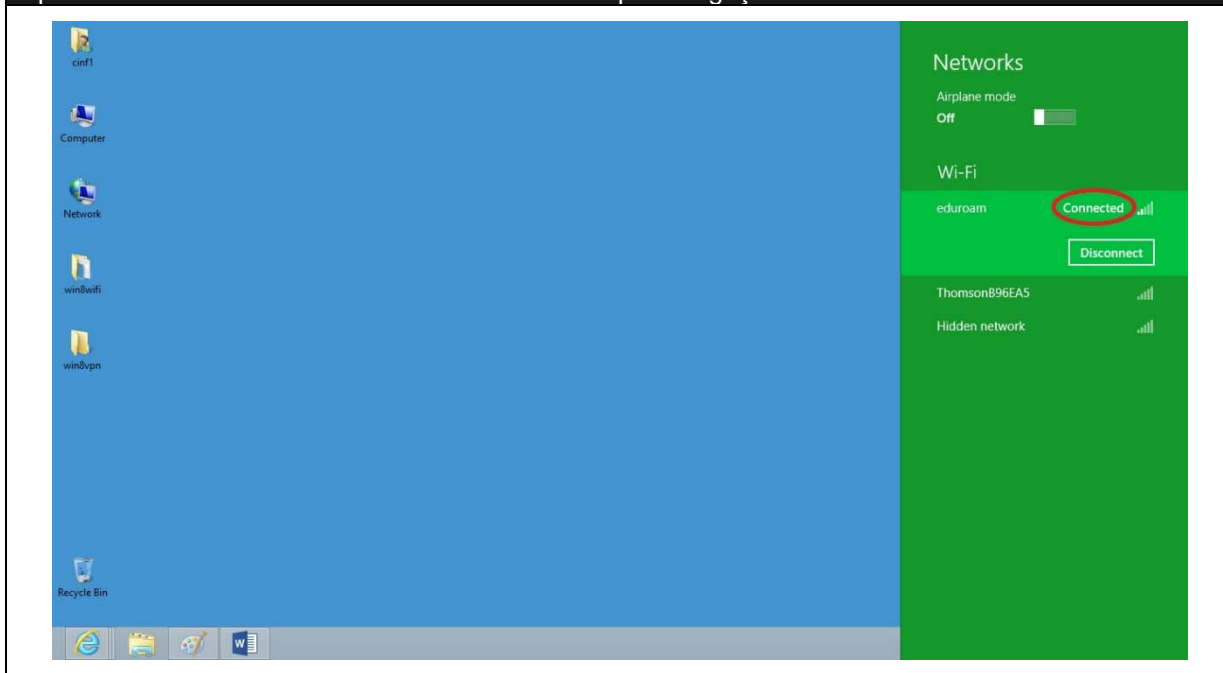 cinf1
Computer
Network
win8wifi
win8vpn
Recycle Bin
Networks
Airplane mode
Off
Wi-Fi
eduroam Connected
Disconnect
ThomsonB96EA5
Hidden network